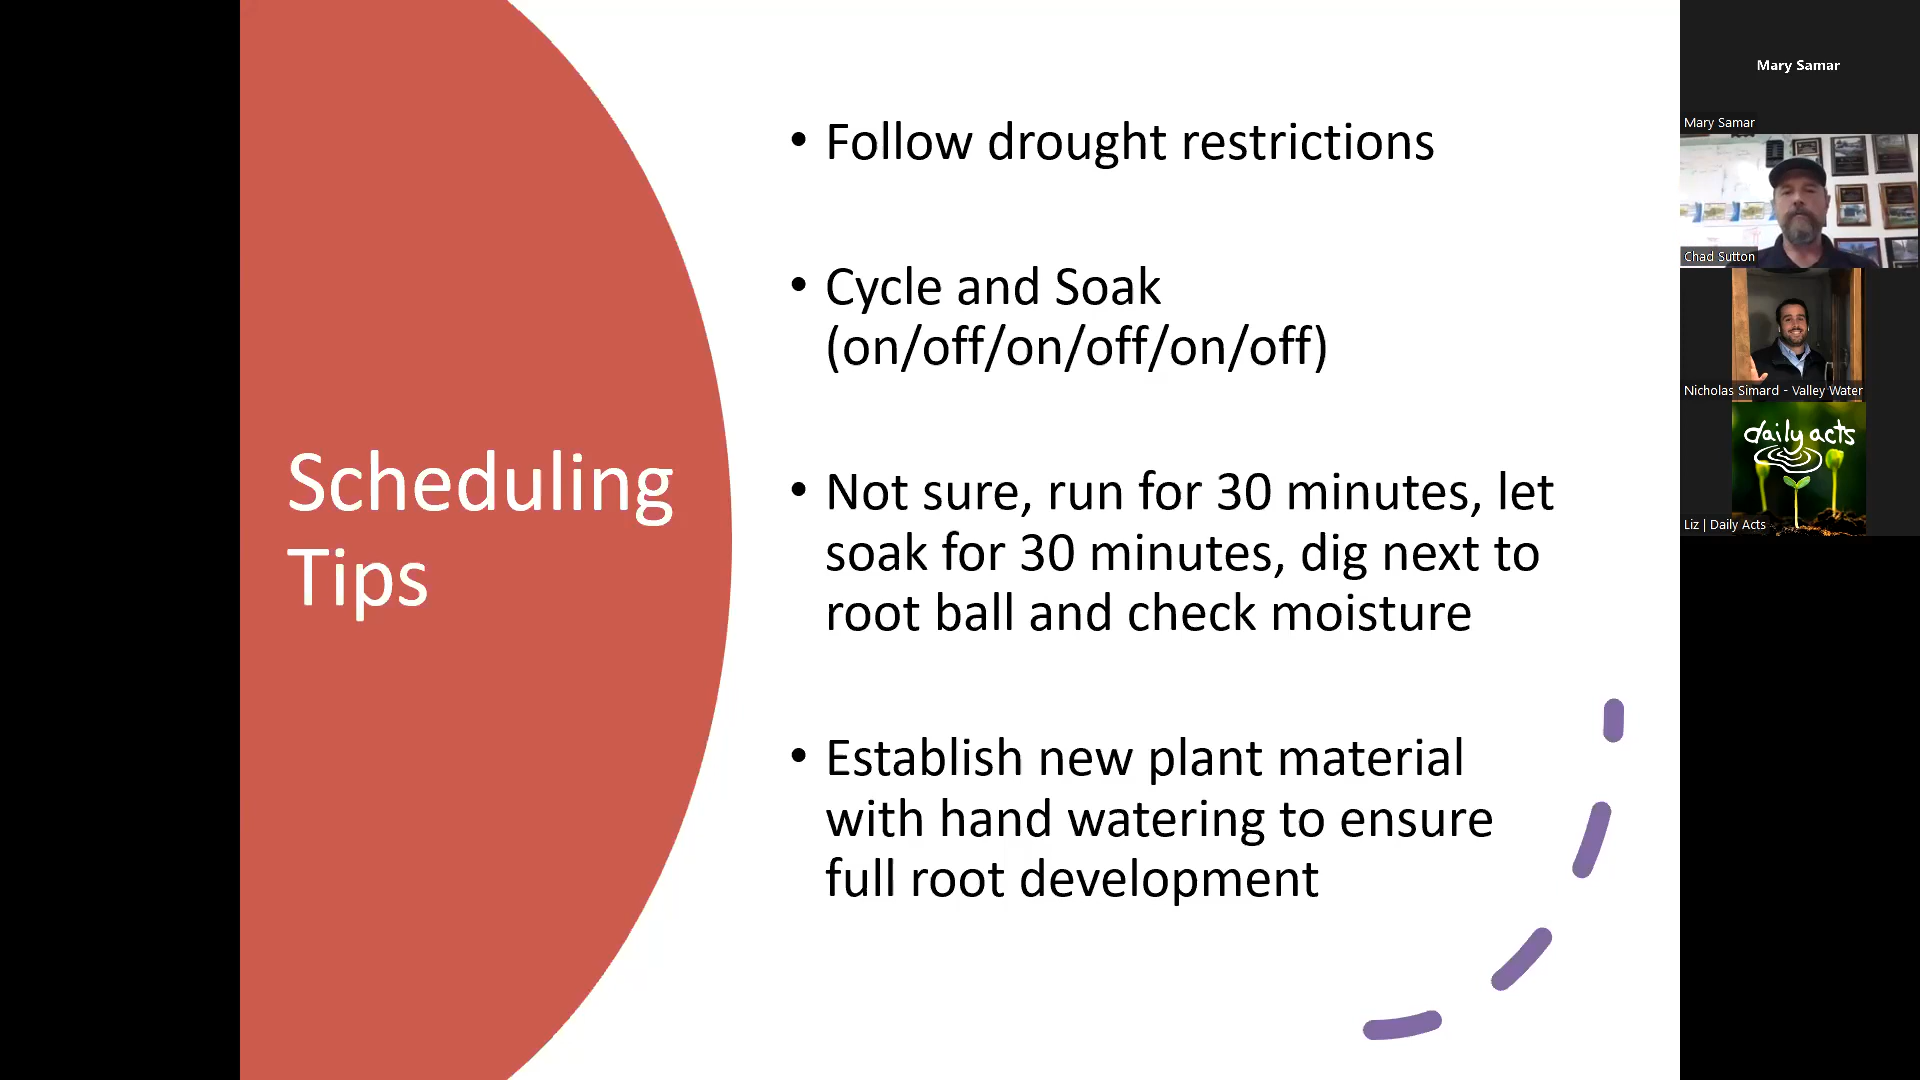 Scheduling
Tips
• Follow drought restrictions
• Cycle and Soak
(on/off/on/off/on/off)
• Not sure, run for 30 minutes, let
soak for 30 minutes, dig next to
root ball and check moisture
• Establish new plant material
with hand watering to ensure
full root development
Mary Samar
Mary Samar
Chad Sutton
Nicholas Simard - Valley Water
daily acts
Liz | Daily Acts